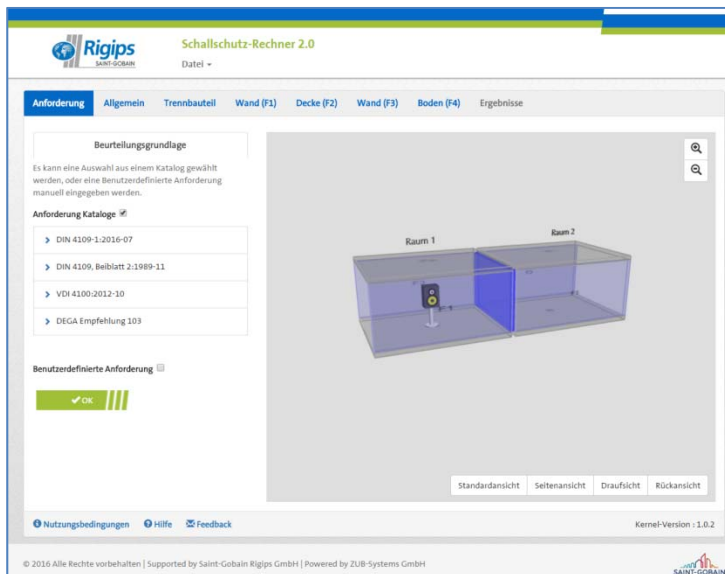 Rigips
SAINT-GOBAIN
Schallschutz-Rechner 2.0
Datei
Anforderung Allgemein Trennbauteil Wand (F1) Decke (F2) Wand (F3) Boden (F4) Ergebnisse
Beurteilungsgrundlage
Es kann eine Auswahl aus einem Katalog gewählt
werden, oder eine Benutzerdefinierte Anforderung
manuell eingegeben werden.
Anforderung Kataloge
DIN 4109-1:2016-07
DIN 4109, Beiblatt 2:1989-11
VDI 4100:2012-10
DEGA Empfehlung 103
Benutzerdefinierte Anforderung
OK
Raum 1
Raum 2
Standardansicht Seitenansicht Draufsicht Rückansicht
Nutzungsbedingungen Hilfe Feedback
Kernel-Version : 1.0.2
© 2016 Alle Rechte vorbehalten | Supported by Saint-Gobain Rigips GmbH | Powered by ZUB-Systems GmbH
SAINT-GOBAIN